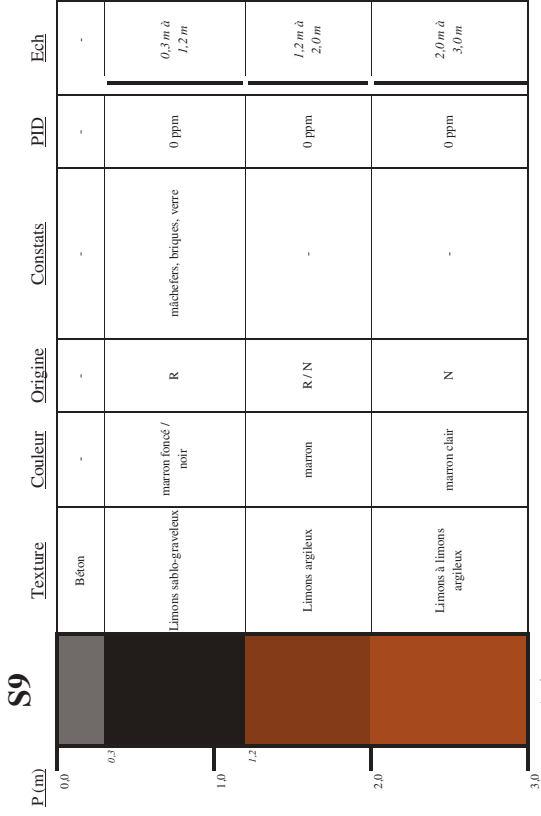 S9
P (m) Texture Couleur Origine Constats PID Ech
0,0
Béton - - - - -
0,3
Limons sablo-graveleux marron foncé / noir R mâchefers, briques, verre 0 ppm 0,3 m à 1,2 m
1,0
1,2
Limons argileux marron R / N - 0 ppm 1,2 m à 2,0 m
2,0
Limons à limons argileux marron clair N - 0 ppm 2,0 m à 3,0 m
3,0